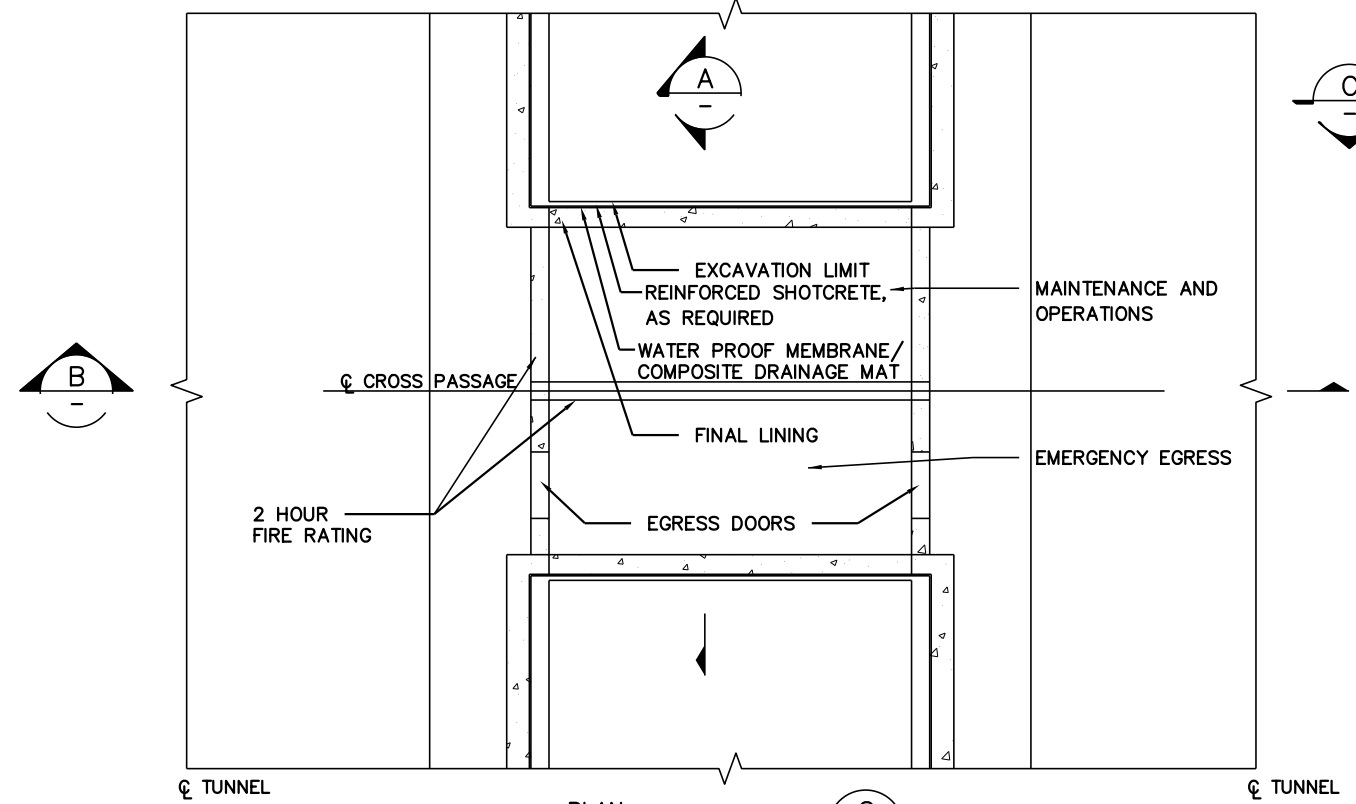 A
-
C
-
EXCAVATION LIMIT
REINFORCED SHOTCRETE,
AS REQUIRED
MAINTENANCE AND
OPERATIONS
WATER PROOF MEMBRANE/
COMPOSITE DRAINAGE MAT
B
-
℄ CROSS PASSAGE
FINAL LINING
EMERGENCY EGRESS
2 HOUR
FIRE RATING
EGRESS DOORS
℄ TUNNEL
℄ TUNNEL
PLAN